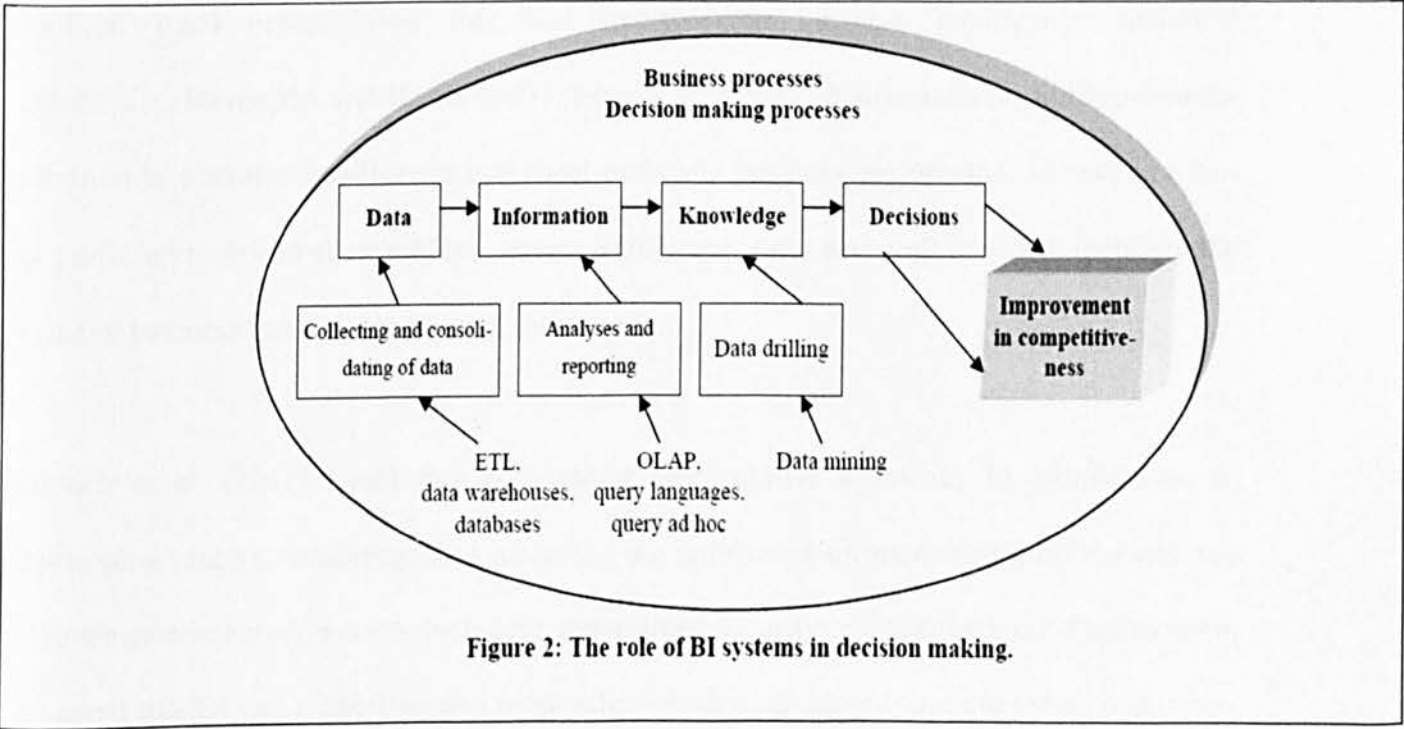 Business processes
Decision making processes
Data
Information
Knowledge
Decisions
Improvement
in competitive-
ness
Collecting and consoli-
dating of data
Analyses and
reporting
Data drilling
ETL,
data warehouses,
databases
OLAP,
query languages,
query ad hoc
Data mining
Figure 2: The role of BI systems in decision making.